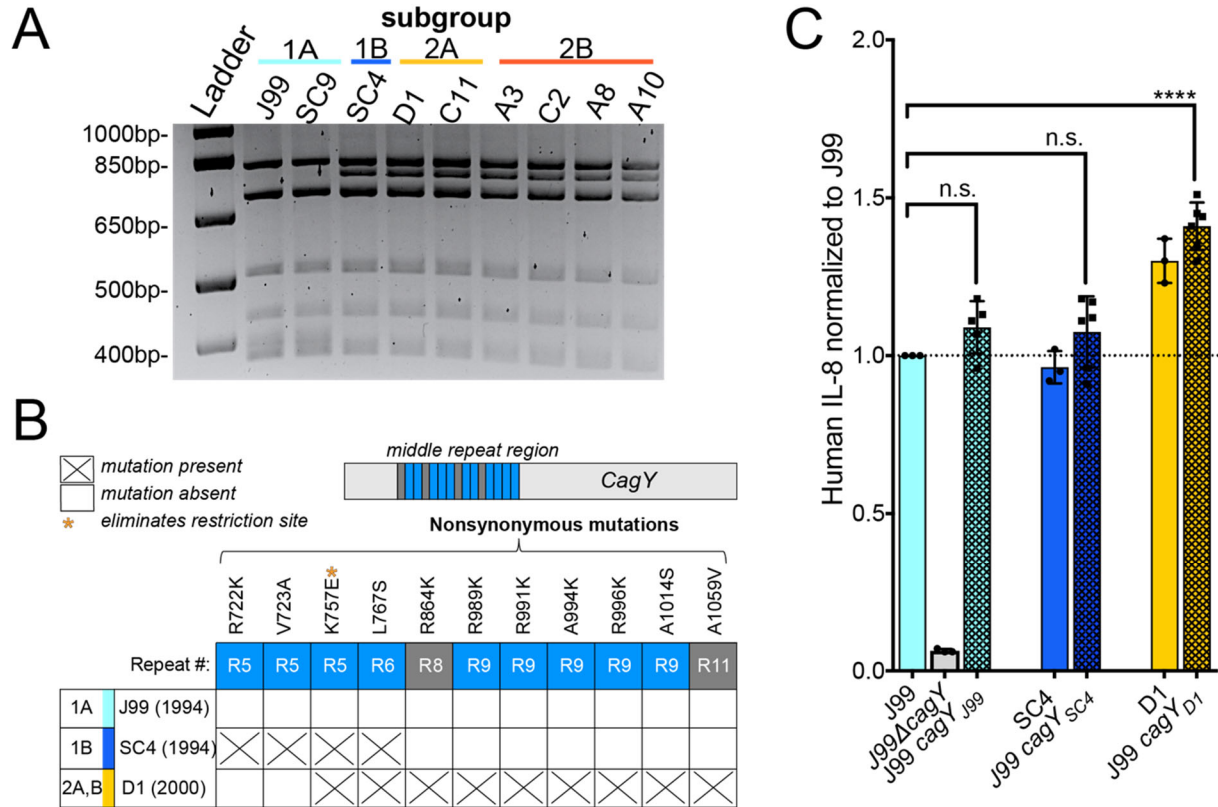 A
subgroup
1A 1B 2A 2B
Ladder J99 SC9 SC4 D1 C11 A3 C2 A8 A10
1000bp-
850bp-
650bp-
500bp-
400bp-
B
mutation present
mutation absent
* eliminates restriction site
middle repeat region
CagY
Nonsynonymous mutations
R722K V723A K757E* L767S R864K R989K R991K A994K R996K A1014S A1059V
Repeat #: R5 R5 R5 R6 R8 R9 R9 R9 R9 R9 R11
1A J99 (1994)
1B SC4 (1994)
2A,B D1 (2000)
C
Human IL-8 normalized to J99
2.0
1.5
1.0
0.5
0.0
****
n.s.
n.s.
J99
J99ΔcagY
J99 cagY J99
SC4
J99 cagY SC4
D1
J99 cagY D1